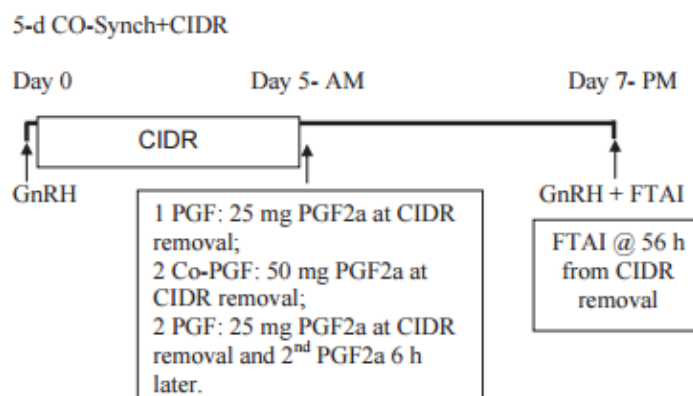 5-d CO-Synch+CIDR
Day 0 Day 5- AM Day 7- PM
CIDR
GnRH
1 PGF: 25 mg PGF2a at CIDR
removal;
2 Co-PGF: 50 mg PGF2a at
CIDR removal;
2 PGF: 25 mg PGF2a at CIDR
removal and 2nd PGF2a 6 h
later.
GnRH + FTAI
FTAI @ 56 h
from CIDR
removal